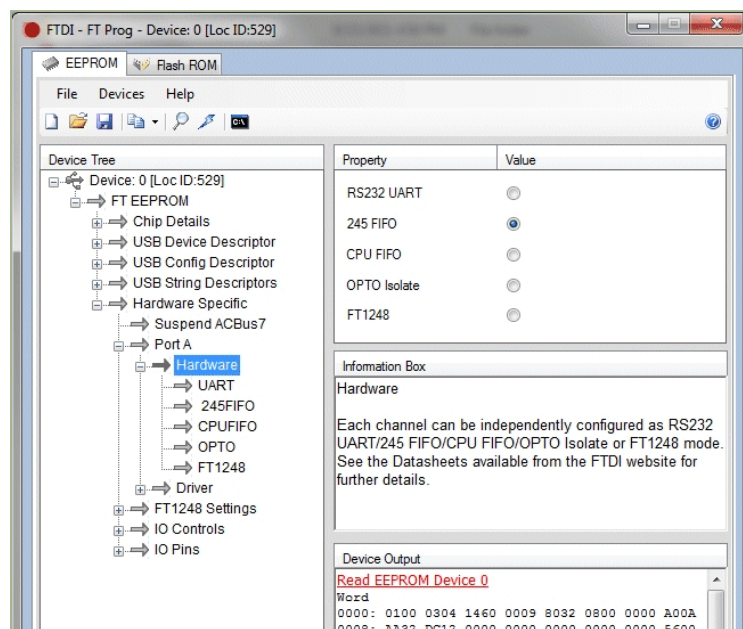 FTDI - FT Prog - Device: 0 [Loc ID:529]
EEPROM Flash ROM
File Devices Help
C:\
Device Tree
Device: 0 [Loc ID:529]
FT EEPROM
Chip Details
USB Device Descriptor
USB Config Descriptor
USB String Descriptors
Hardware Specific
Suspend ACBus7
Port A
Hardware
UART
245FIFO
CPUFIFO
OPTO
FT1248
Driver
FT1248 Settings
IO Controls
IO Pins
Property Value
RS232 UART
245 FIFO
CPU FIFO
OPTO Isolate
FT1248
Information Box
Hardware
Each channel can be independently configured as RS232
UART/245 FIFO/CPU FIFO/OPTO Isolate or FT1248 mode.
See the Datasheets available from the FTDI website for
further details.
Device Output
Read EEPROM Device 0
Word
0000: 0100 0304 1460 0009 8032 0800 0000 A00A